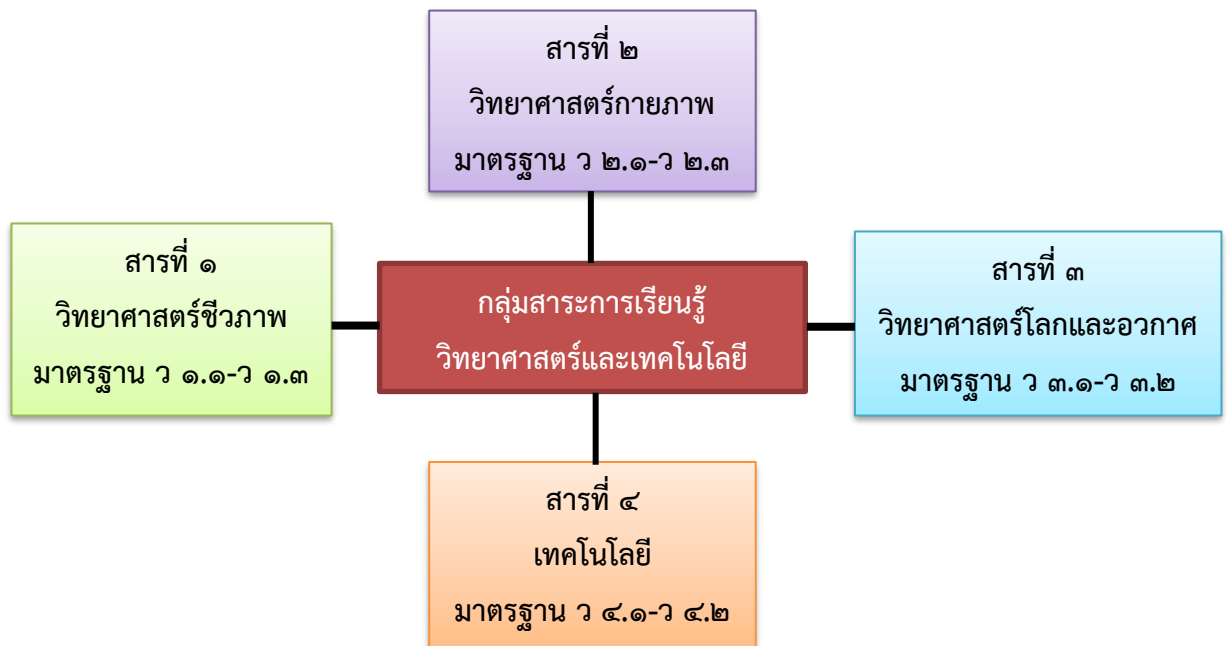 สารที่ ๒
วิทยาศาสตร์กายภาพ
มาตรฐาน ว ๒.๑-ว ๒.๓
สารที่ ๑
วิทยาศาสตร์ชีวภาพ
มาตรฐาน ว ๑.๑-ว ๑.๓
กลุ่มสาระการเรียนรู้
วิทยาศาสตร์และเทคโนโลยี
สารที่ ๓
วิทยาศาสตร์โลกและอวกาศ
มาตรฐาน ว ๓.๑-ว ๓.๒
สารที่ ๔
เทคโนโลยี
มาตรฐาน ว ๔.๑-ว ๔.๒